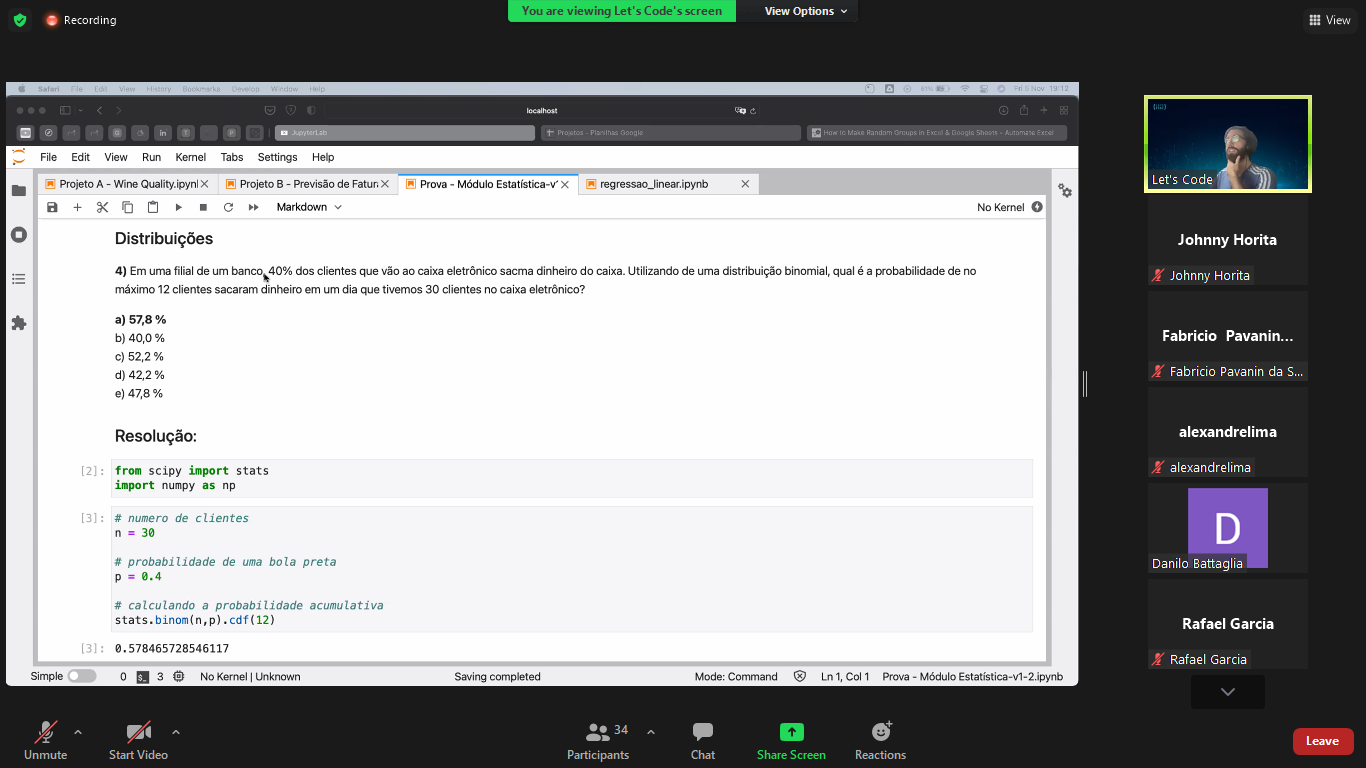 Recording
You are viewing Let's Code's screen
View Options
View
Safari File Edit View History Bookmarks Develop Window Help
41% Fri 5 Nov 19:12
localhost
JupyterLab
Projetos - Planilhas Google
How to Make Random Groups in Excel & Google Sheets - Automate Excel
File Edit View Run Kernel Tabs Settings Help
Projeto A - Wine Quality.ipynl
Projeto B - Previsão de Fatura
Prova - Módulo Estatística-v1
regressao_linear.ipynb
Markdown
No Kernel
Distribuições
4) Em uma filial de um banco, 40% dos clientes que vão ao caixa eletrônico sacma dinheiro do caixa. Utilizando de uma distribuição binomial, qual é a probabilidade de no
máximo 12 clientes sacaram dinheiro em um dia que tivemos 30 clientes no caixa eletrônico?
a) 57,8 %
b) 40,0 %
c) 52,2 %
d) 42,2 %
e) 47,8 %
Resolução:
[2]: from scipy import stats
import numpy as np
[3]: # numero de clientes
n = 30
# probabilidade de uma bola preta
p = 0.4
# calculando a probabilidade acumulativa
stats.binom(n,p).cdf(12)
[3]: 0.578465728546117
Simple 0 3 No Kernel | Unknown Saving completed Mode: Command Ln 1, Col 1 Prova - Módulo Estatística-v1-2.ipynb
Let's Code
Johnny Horita
Johnny Horita
Fabricio Pavanin...
Fabricio Pavanin da S...
alexandrelima
alexandrelima
D
Danilo Battaglia
Rafael Garcia
Rafael Garcia
Unmute
Start Video
34
Participants
Chat
Share Screen
Reactions
Leave